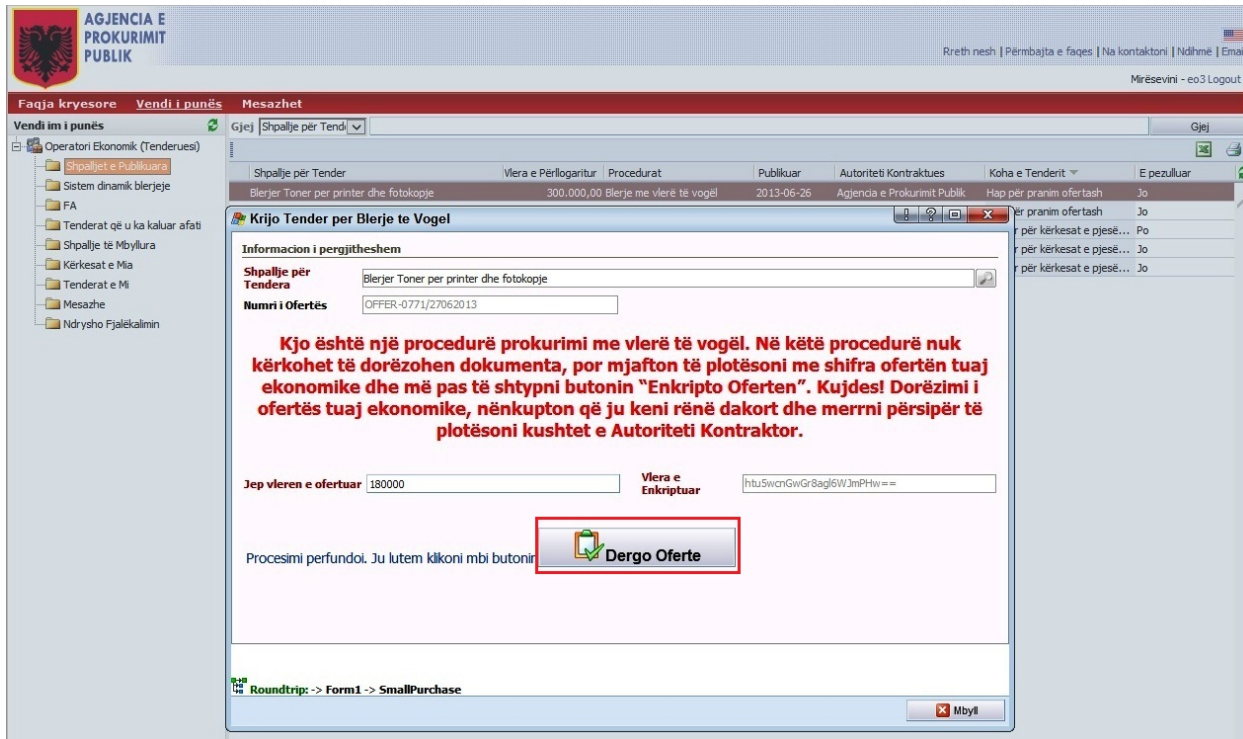 AGJENCIA E
PROKURIMIT
PUBLIK
Rreth nesh | Përmbajta e faqes | Na kontaktoni | Ndihmë |
Mirësevini - eo3 Logout
Faqja kryesore Vendi i punës Mesazhet
Vendi im i punës
Gjej Shpallje për Gjej
Operatori Ekonomik (Tenderuesi)
Shpalljet e Publikuara
Sistem dinamik blerjeje
FA
Tenderat që u ka kaluar afati
Shpallje të Mbyllura
Kërkesat e Mia
Tenderat e Mi
Mesazhe
Ndrysho Fjalëkalimin
Shpallje për Tender Vlera e Përllogaritur Procedurat Publikuar Autoriteti Kontraktues Koha e Tenderit E pezulluar
Blerjer Toner per printer dhe fotokopje 300.000,00 Blerje me vlerë të vogël 2013-06-26 Agjencia e Prokurimit Publik Hap për pranim ofertash Jo
për pranim ofertash Jo
për kërkesat e pjesë... Po
për kërkesat e pjesë... Jo
për kërkesat e pjesë... Jo
Krijo Tender per Blerje te Vogel
Informacion i pergjitheshem
Shpallje për
Tendera
Blerjer Toner per printer dhe fotokopje
Numri i Ofertës OFFER-0771/27062013
Kjo është një procedurë prokurimi me vlerë të vogël. Në këtë procedurë nuk
kërkohet të dorëzohen dokumenta, por mjafton të plotësoni me shifra ofertën tuaj
ekonomike dhe më pas të shtypni butonin “Enkripto Oferten”. Kujdes! Dorëzimi i
ofertës tuaj ekonomike, nënkupton që ju keni rënë dakort dhe merrni përsipër të
plotësoni kushtet e Autoriteti Kontraktor.
Jep vleren e ofertuar 180000
Vlera e
Enkriptuar
htu5wcnGwGr8agl6WJmPHw==
Procesimi perfundoi. Ju lutem klikoni mbi butonin Dergo Oferte
Roundtrip: -> Form1 -> SmallPurchase
Mbyll